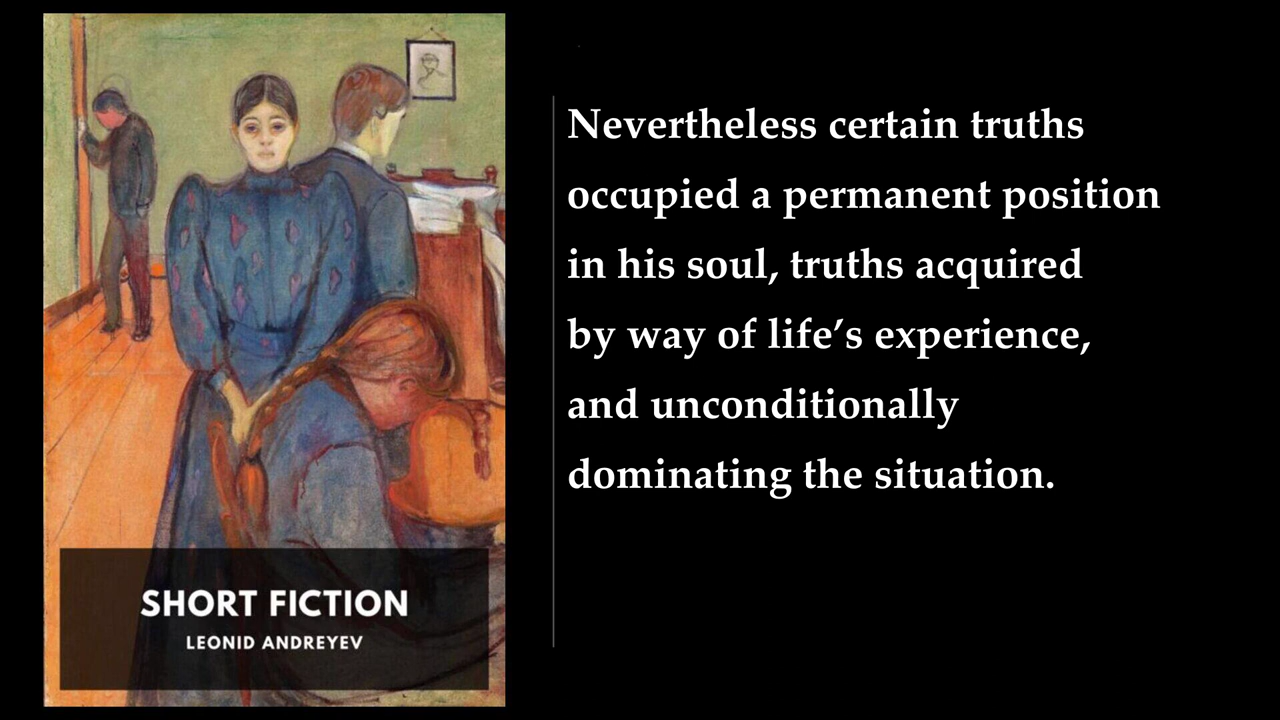 SHORT FICTION
LEONID ANDREYEV
Nevertheless certain truths
occupied a permanent position
in his soul, truths acquired
by way of life’s experience,
and unconditionally
dominating the situation.